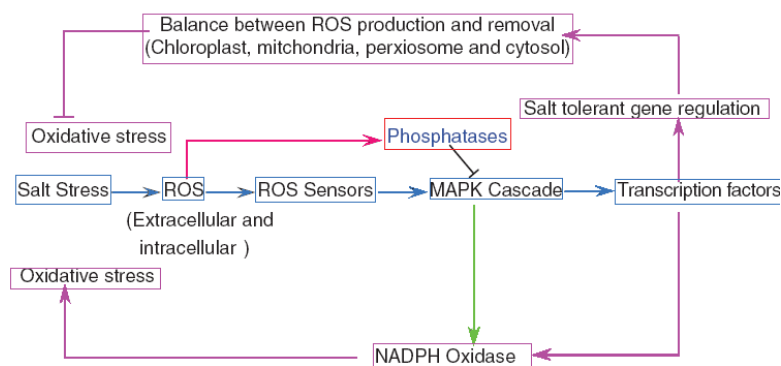 Balance between ROS production and removal
(Chloroplast, mitchondria, perxiosome and cytosol)
Salt tolerant gene regulation
Oxidative stress
Phosphatases
Salt Stress
ROS
ROS Sensors
MAPK Cascade
Transcription factors
(Extracellular and
intracellular )
Oxidative stress
NADPH Oxidase